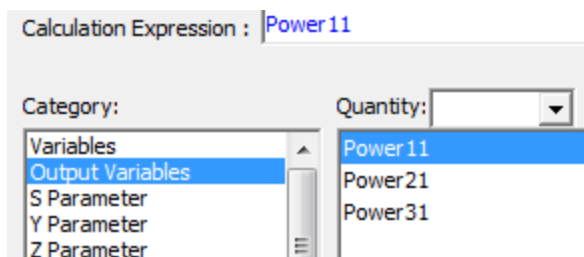 Calculation Expression : Power11
Category:
Quantity:
Variables
Output Variables
S Parameter
Y Parameter
Z Parameter
Power11
Power21
Power31